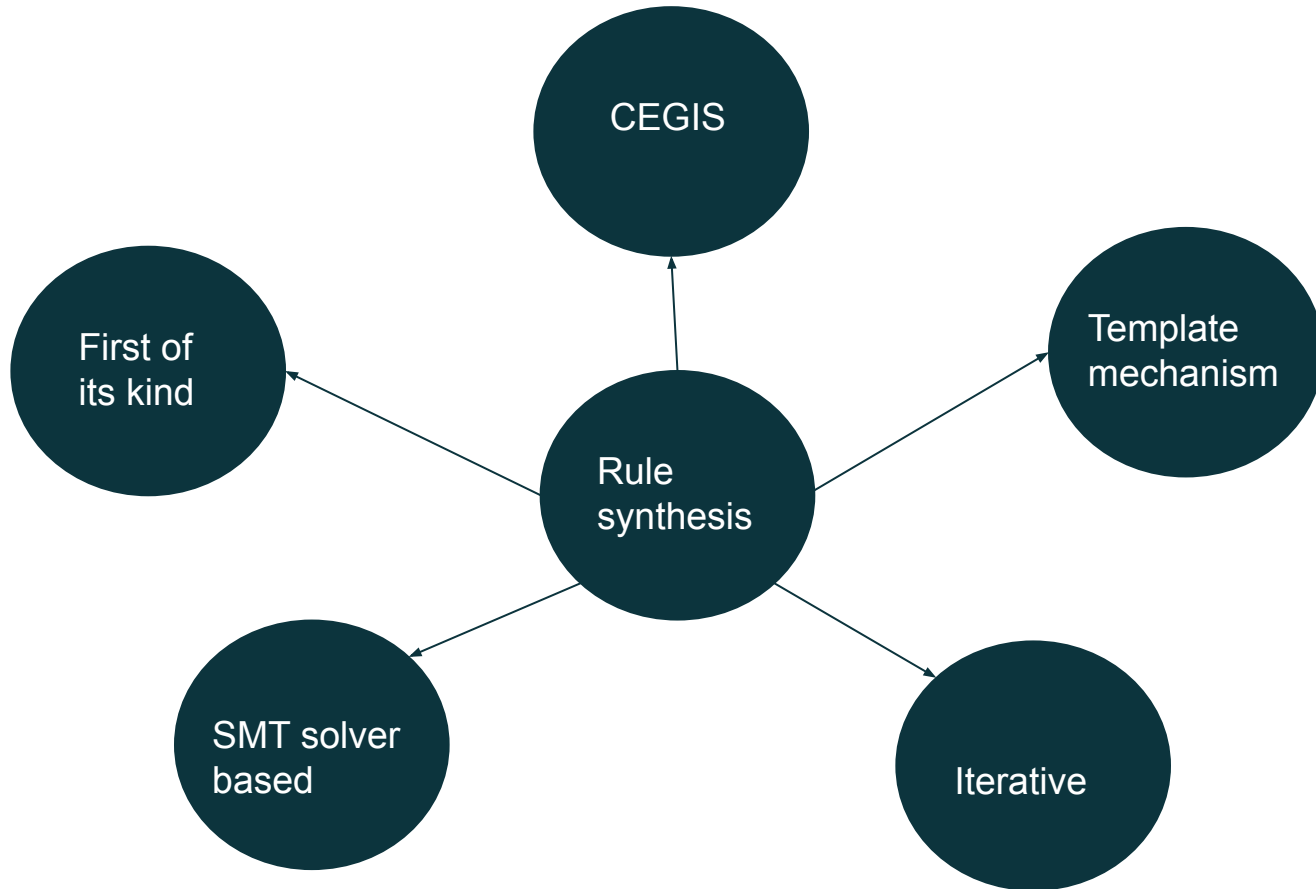 CEGIS
Template
mechanism
First of
its kind
Rule
synthesis
SMT solver
based
Iterative